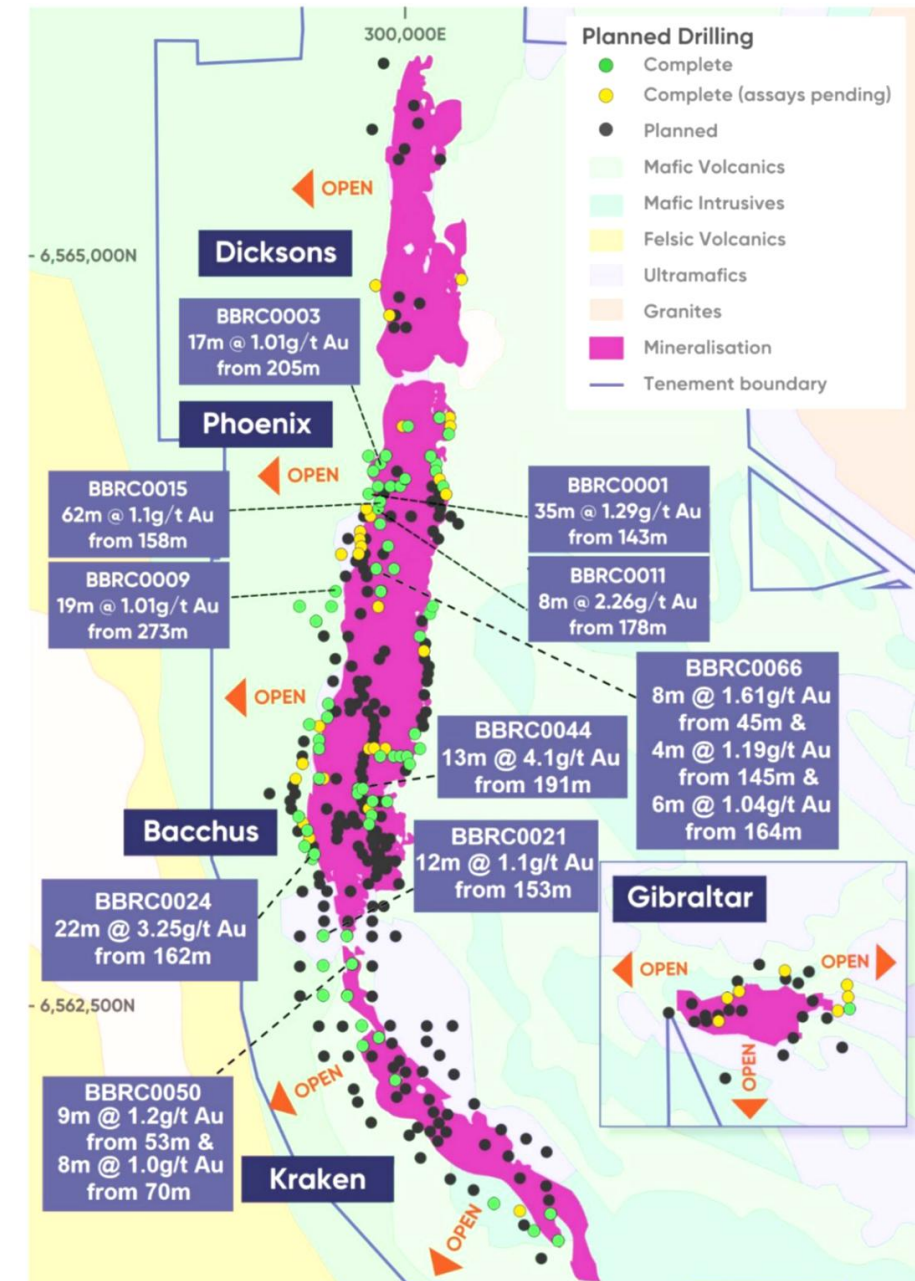 300,000E
Planned Drilling
Complete
Complete (assays pending)
Planned
Mafic Volcanics
Mafic Intrusives
Felsic Volcanics
Ultramafics
Granites
Mineralisation
Tenement boundary
OPEN
Dicksons
- 6,565,000N
BBRC0003
17m @ 1.01g/t Au
from 205m
Phoenix
OPEN
BBRC0015
62m @ 1.1g/t Au
from 158m
BBRC0001
35m @ 1.29g/t Au
from 143m
BBRC0009
19m @ 1.01g/t Au
from 273m
BBRC0011
8m @ 2.26g/t Au
from 178m
OPEN
BBRC0066
8m @ 1.61g/t Au
from 45m &
4m @ 1.19g/t Au
from 145m &
6m @ 1.04g/t Au
from 164m
BBRC0044
13m @ 4.1g/t Au
from 191m
Bacchus
BBRC0021
12m @ 1.1g/t Au
from 153m
BBRC0024
22m @ 3.25g/t Au
from 162m
Gibraltar
OPEN
OPEN
OPEN
- 6,562,500N
OPEN
BBRC0050
9m @ 1.2g/t Au
from 53m &
8m @ 1.0g/t Au
from 70m
Kraken
OPEN